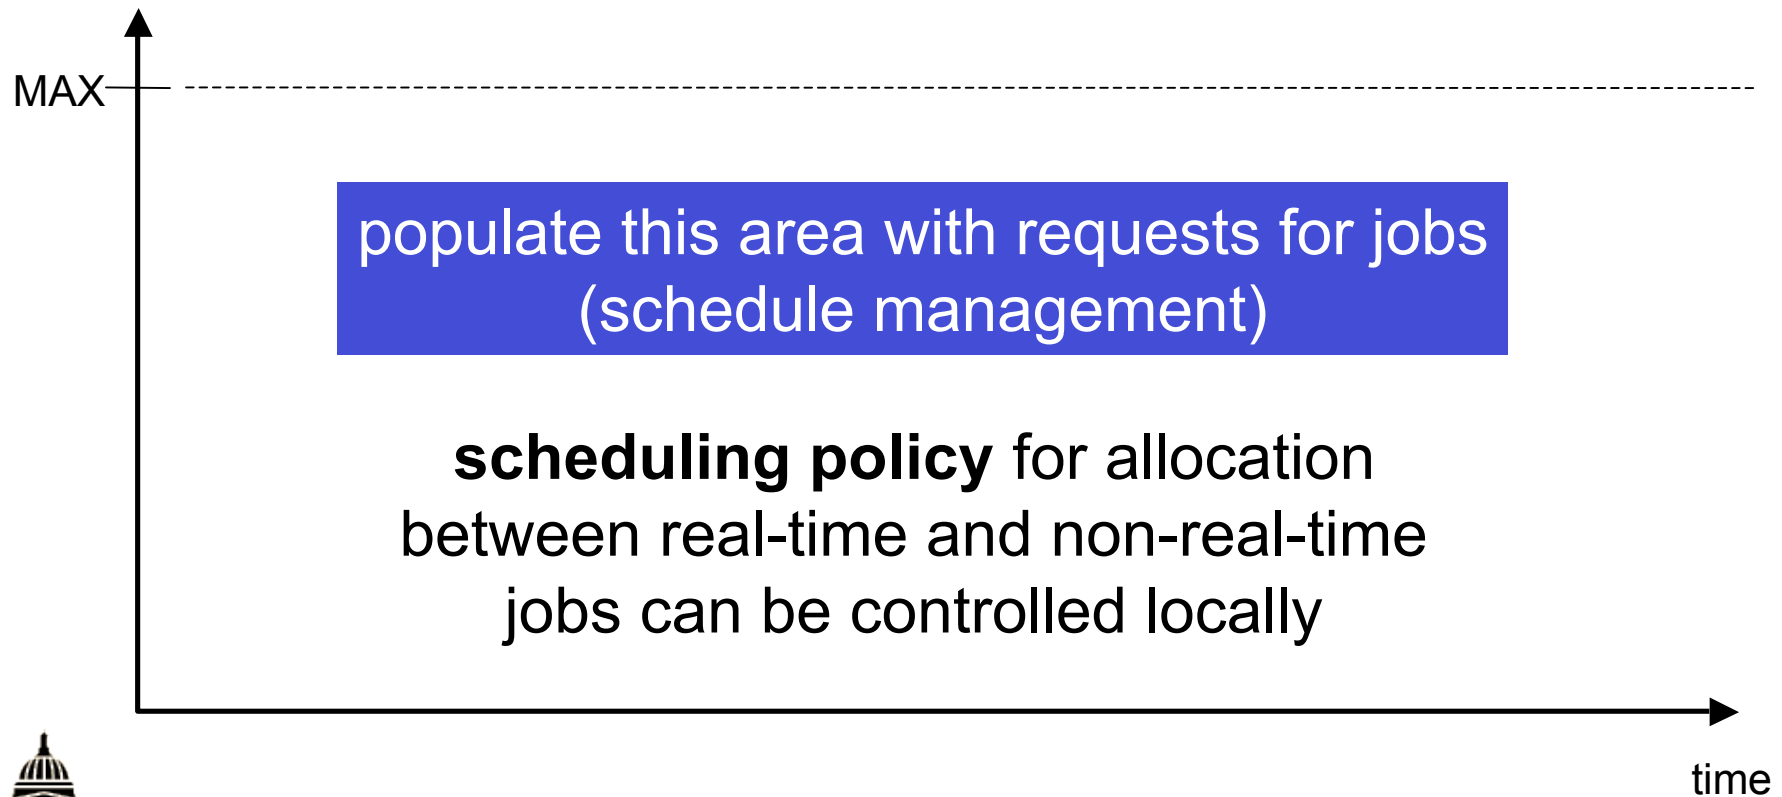 MAX
populate this area with requests for jobs
(schedule management)
scheduling policy for allocation
between real-time and non-real-time
jobs can be controlled locally
time